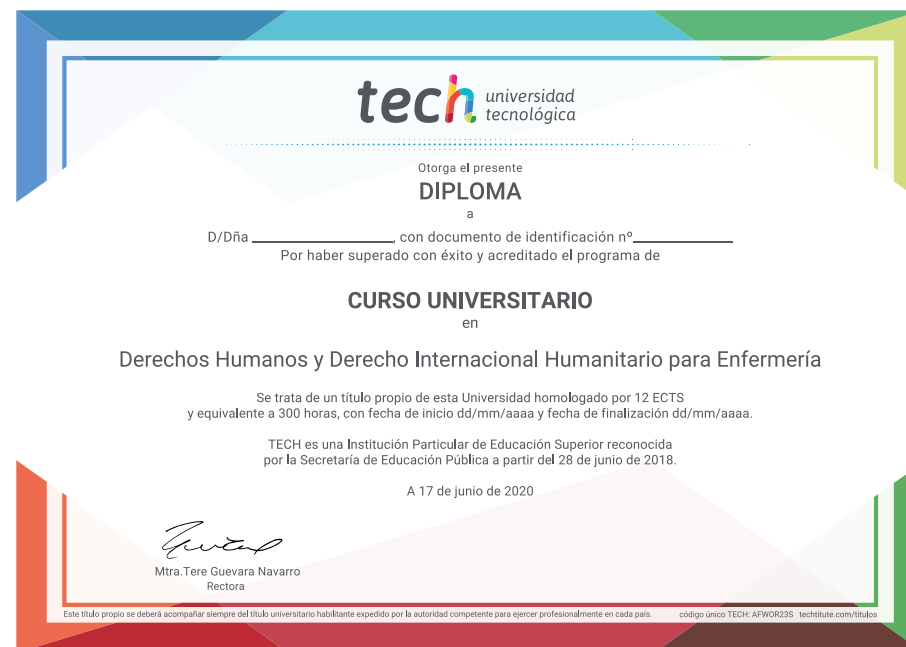 tech universidad
tecnológica
Otorga el presente
DIPLOMA
a
D/Dña ____________________, con documento de identificación nº______________
Por haber superado con éxito y acreditado el programa de
CURSO UNIVERSITARIO
en
Derechos Humanos y Derecho Internacional Humanitario para Enfermería
Se trata de un título propio de esta Universidad homologado por 12 ECTS
y equivalente a 300 horas, con fecha de inicio dd/mm/aaaa y fecha de finalización dd/mm/aaaa.
TECH es una Institución Particular de Educación Superior reconocida
por la Secretaría de Educación Pública a partir del 28 de junio de 2018.
A 17 de junio de 2020
Mtra.Tere Guevara Navarro
Rectora
Este título propio se deberá acompañar siempre del título universitario habilitante expedido por la autoridad competente para ejercer profesionalmente en cada país. código único TECH: AFWOR23S techtitute.com/titulos